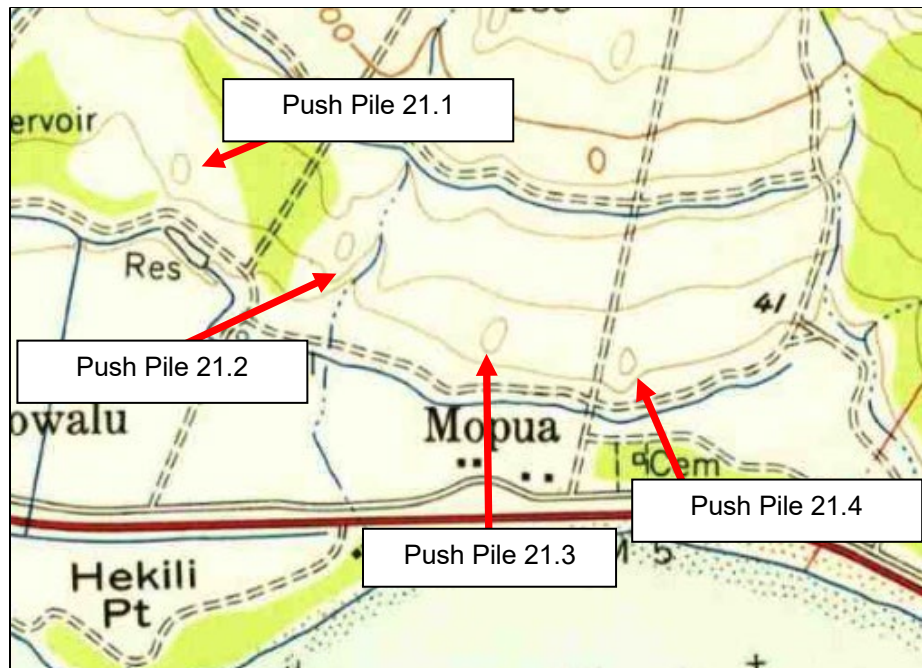 Push Pile 21.1
ervoir
Res
41
Push Pile 21.2
owalu
Mopua
Cem
Push Pile 21.4
Push Pile 21.3
M 5
Hekili
Pt